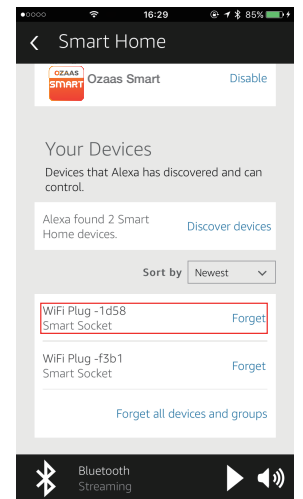 16:29 85%
Smart Home
OZAAS
SMART
Ozaas Smart Disable
Your Devices
Devices that Alexa has discovered and can
control.
Alexa found 2 Smart
Home devices.
Discover devices
Sort by Newest
WiFi Plug -1d58
Smart Socket
Forget
WiFi Plug -f3b1
Smart Socket
Forget
Forget all devices and groups
Bluetooth
Streaming